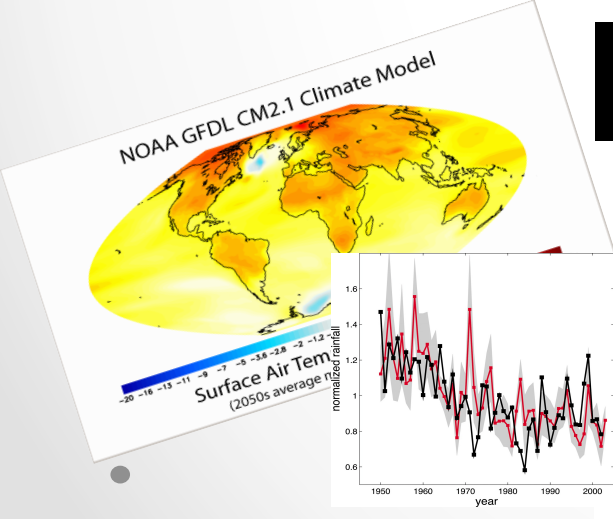 NOAA GFDL CM2.1 Climate Model
-20 -16 -13 -11 -9 -7 -5 -3.6 -2.8 -2 -1.2
Surface Air Tem
(2050s average m
normalized rainfall
1.6
1.4
1.2
1
0.8
0.6
1950 1960 1970 1980 1990 2000
year